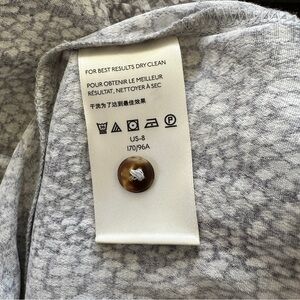 FOR BEST RESULTS DRY CLEAN
POUR OBTENIR LE MEILLEUR
RÉSULTAT, NETTOYER À SEC
干洗为了达到最佳效果
P
US-8
170/96A